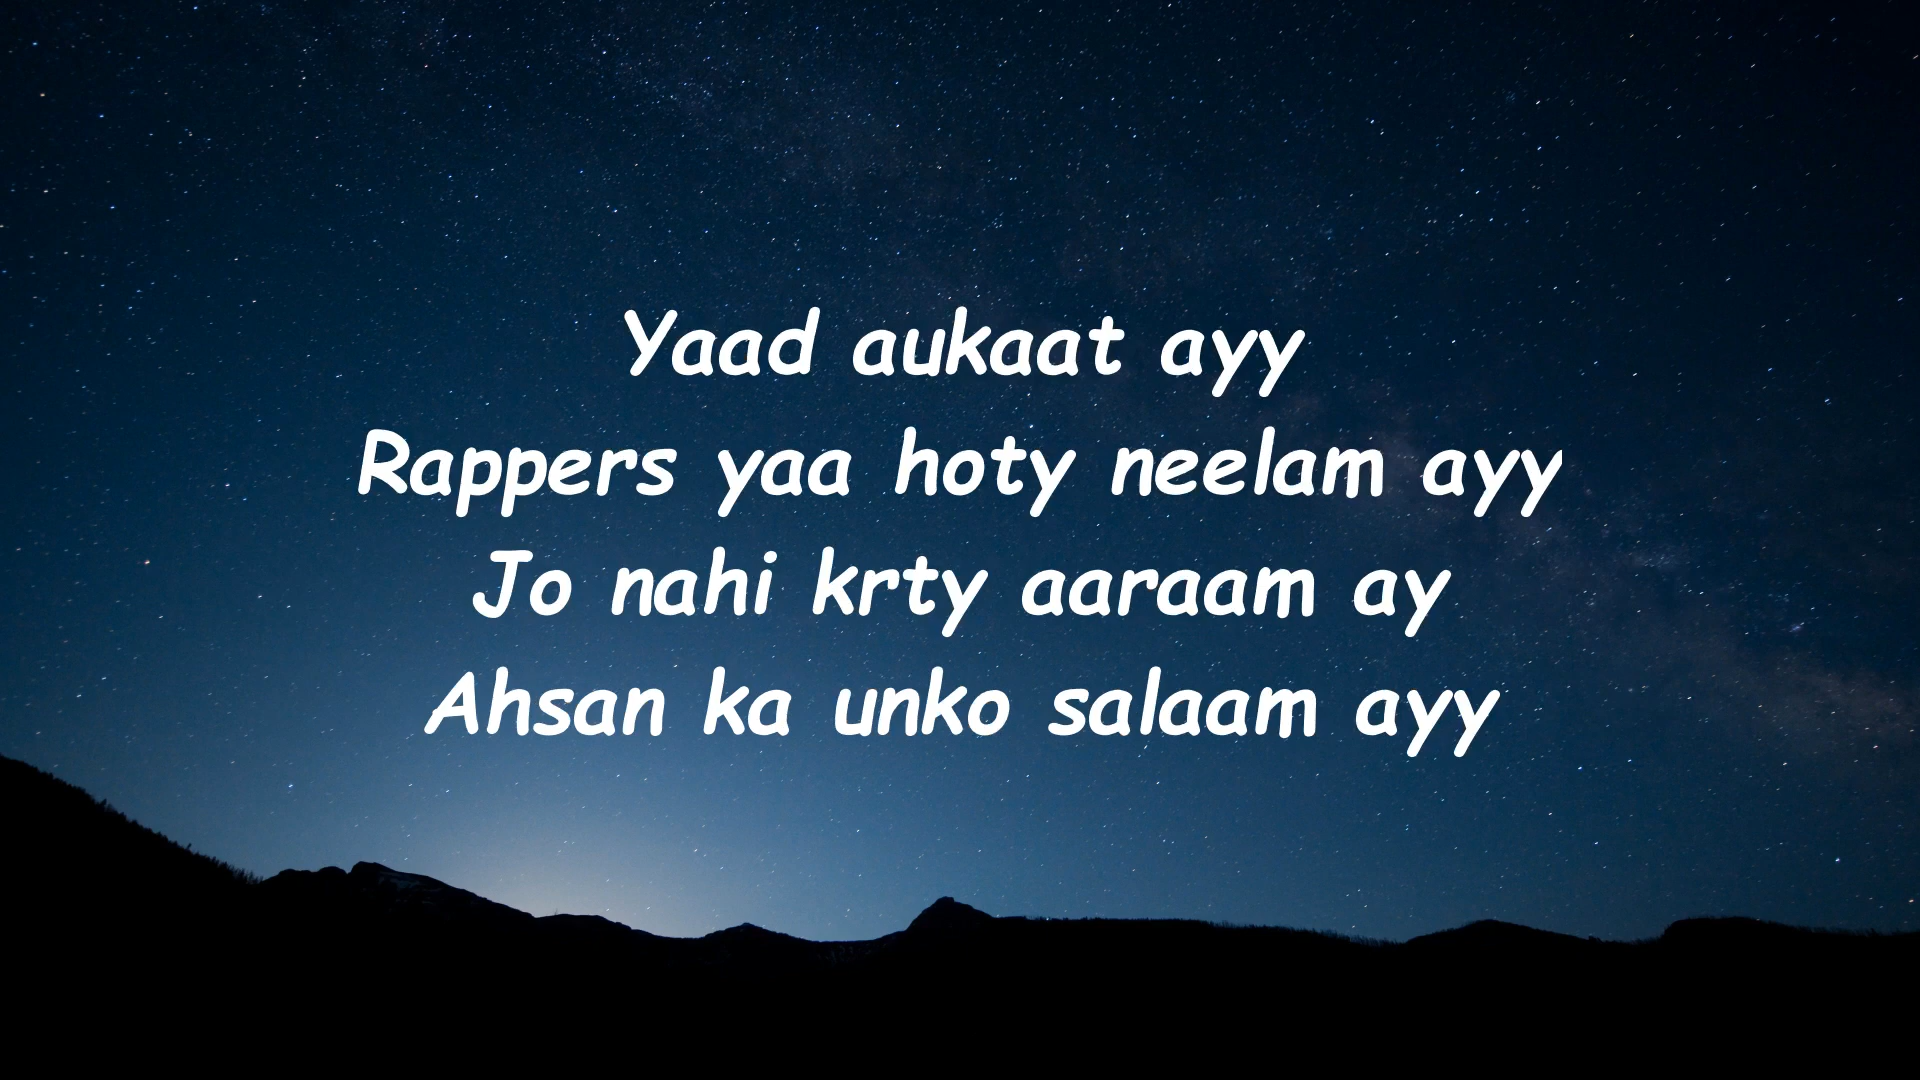 Yaad aukaat ayy
Rappers yaa hoty neelam ayy
Jo nahi krty aaraam ay
Ahsan ka unko salaam ayy